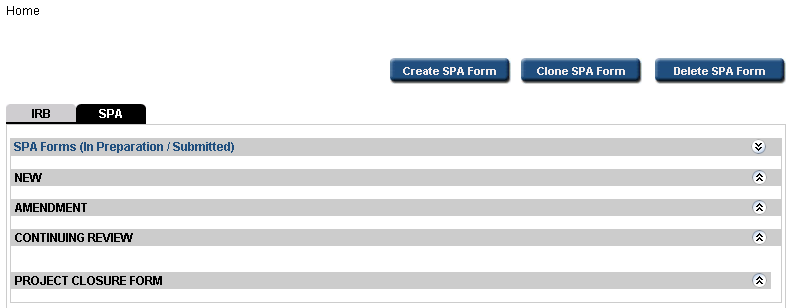 Home
Create SPA Form Clone SPA Form Delete SPA Form
IRB SPA
SPA Forms (In Preparation / Submitted)
NEW
AMENDMENT
CONTINUING REVIEW
PROJECT CLOSURE FORM